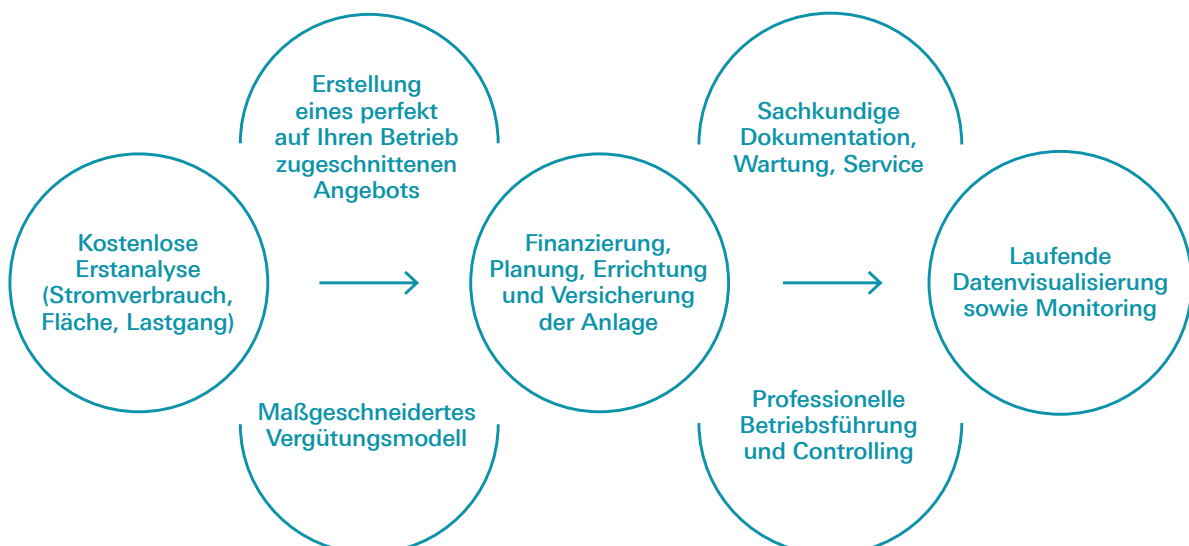 Kostenlose
Erstanalyse
(Stromverbrauch,
Fläche, Lastgang)
Erstellung
eines perfekt
auf Ihren Betrieb
zugeschnittenen
Angebots
Maßgeschneidertes
Vergütungsmodell
Finanzierung,
Planung, Errichtung
und Versicherung
der Anlage
Sachkundige
Dokumentation,
Wartung, Service
Professionelle
Betriebsführung
und Controlling
Laufende
Datenvisualisierung
sowie Monitoring